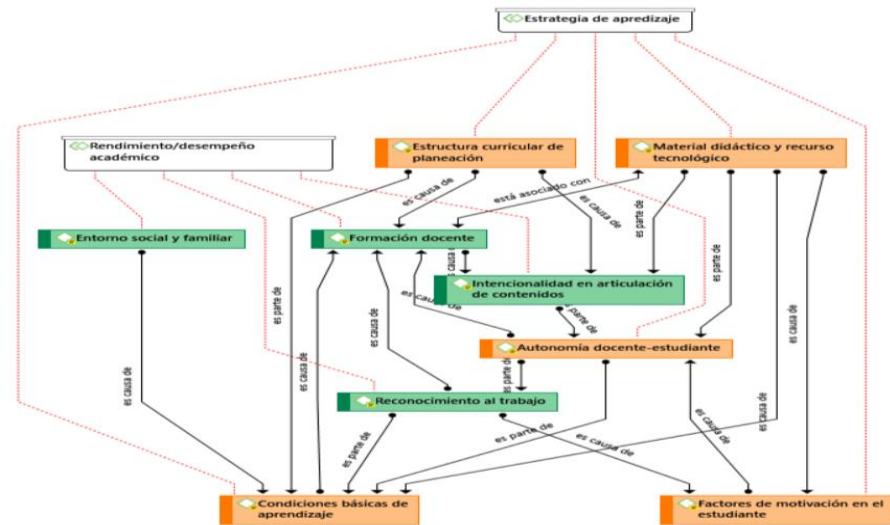 Estrategia de apredizaje
Rendimiento/desempeño
académico
Estructura curricular de
planeación
Material didáctico y recurso
tecnológico
es causa de
está asociado con
es causa de
es parte de
es parte de
Entorno social y familiar
Formación docente
es causa de
Intencionalidad en articulación
de contenidos
es parte de
es causa de
es causa de
es parte de
es causa de
Autonomía docente-estudiante
es causa de
es parte de
Reconocimiento al trabajo
es parte de
es parte de
es causa de
es causa de
es causa de
es causa de
Condiciones básicas de
aprendizaje
Factores de motivación en el
estudiante